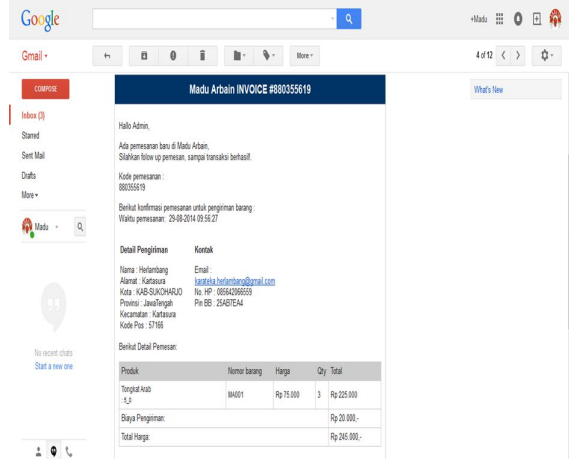 Google
+Madu
Gmail
More
4 of 12
COMPOSE
Inbox (3)
Starred
Sent Mail
Drafts
More
Madu
No recent chats
Start a new one
What's New
Madu Arbain INVOICE #880355619
Hallo Admin,
Ada pemesanan baru di Madu Arbain,
Silahkan folow up pemesan, sampai transaksi berhasilf.
Kode pemesanan :
880355619
Berikut konfirmasi pemesanan untuk pengiriman barang :
Waktu pemesanan: 29-08-2014 09:56:27
Detail Pengiriman Kontak
Nama : Herlambang Email :
Alamat : Kartasura karateka.herlambang@gmail.com
Kota : KAB-SUKOHARJO No. HP : 085642066559
Provinsi : JawaTengah Pin BB : 25AB7EA4
Kecamatan : Kartasura
Kode Pos : 57166
Berikut Detail Pemesan:
Produk Nomor barang Harga Qty Total
Tongkat Arab MA001 Rp 75.000 3 Rp 225.000
Biaya Pengiriman: Rp 20.000,-
Total Harga: Rp 245.000,-